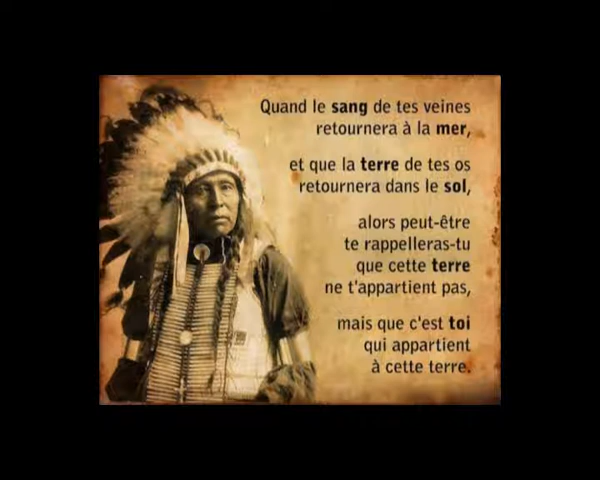 Quand le sang de tes veines
retournera à la mer,
et que la terre de tes os
retournera dans le sol,
alors peut-être
te rappelleras-tu
que cette terre
ne t'appartient pas,
mais que c'est toi
qui appartient
à cette terre.